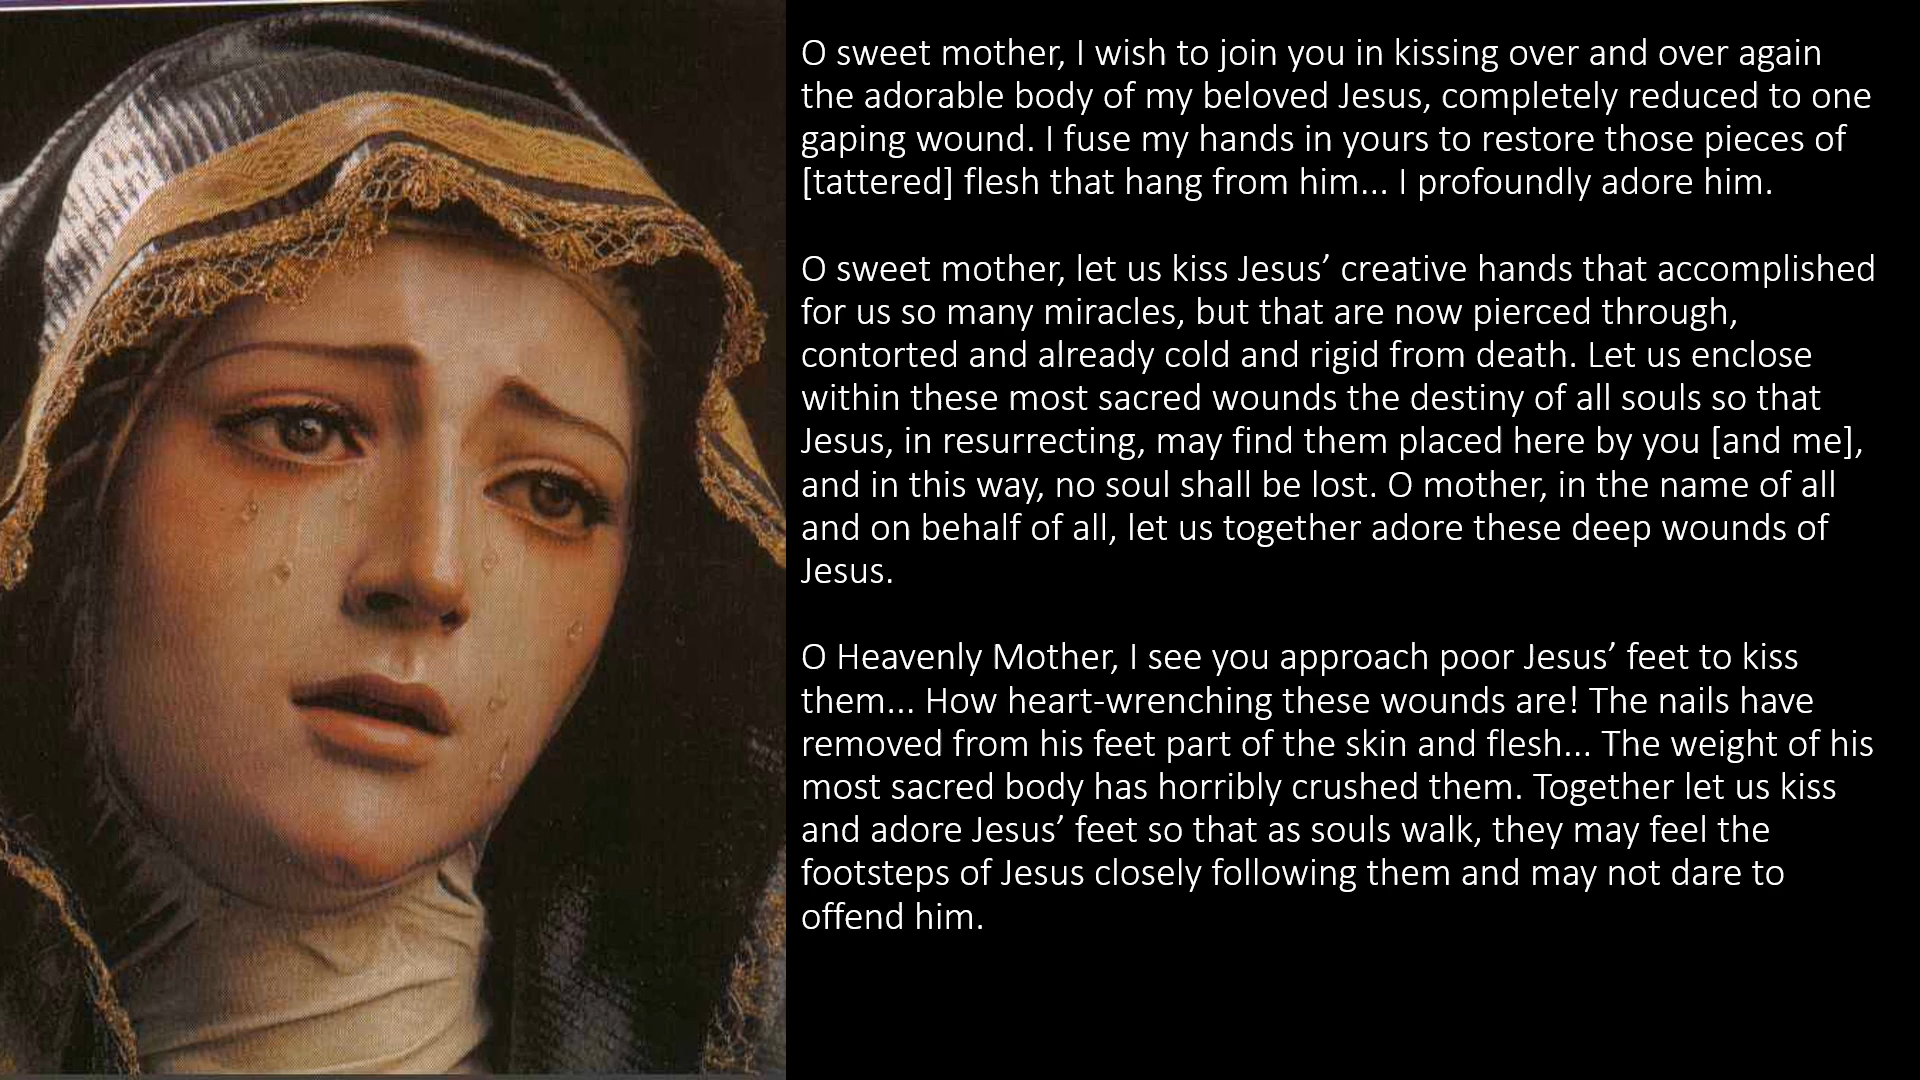 O sweet mother, I wish to join you in kissing over and over again
the adorable body of my beloved Jesus, completely reduced to one
gaping wound. I fuse my hands in yours to restore those pieces of
[tattered] flesh that hang from him... I profoundly adore him.
O sweet mother, let us kiss Jesus’ creative hands that accomplished
for us so many miracles, but that are now pierced through,
contorted and already cold and rigid from death. Let us enclose
within these most sacred wounds the destiny of all souls so that
Jesus, in resurrecting, may find them placed here by you [and me],
and in this way, no soul shall be lost. O mother, in the name of all
and on behalf of all, let us together adore these deep wounds of
Jesus.
O Heavenly Mother, I see you approach poor Jesus’ feet to kiss
them... How heart-wrenching these wounds are! The nails have
removed from his feet part of the skin and flesh... The weight of his
most sacred body has horribly crushed them. Together let us kiss
and adore Jesus’ feet so that as souls walk, they may feel the
footsteps of Jesus closely following them and may not dare to
offend him.